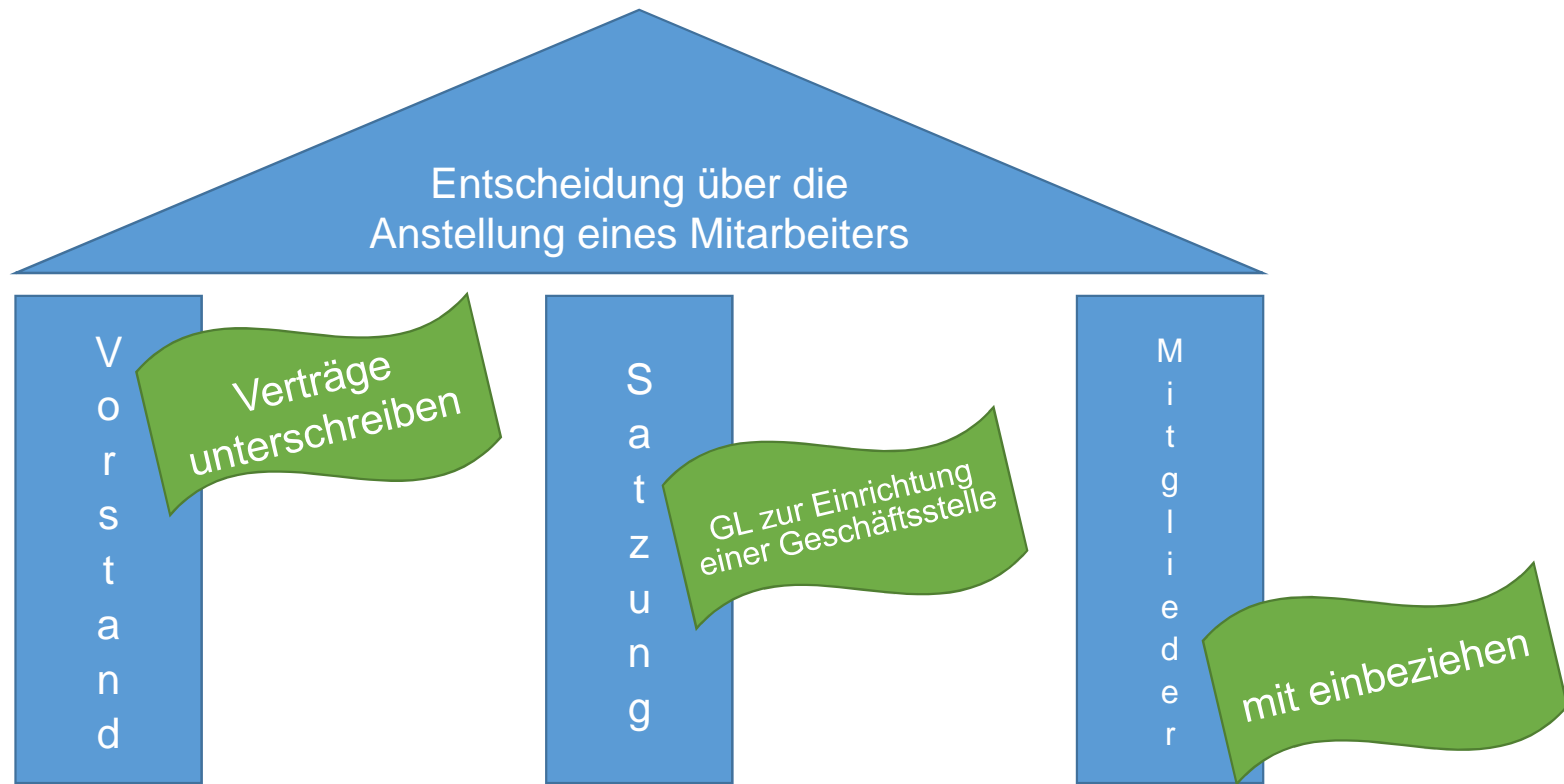 Entscheidung über die
Anstellung eines Mitarbeiters
Vorstand
Verträge
unterschreiben
Satzung
GL zur Einrichtung
einer Geschäftsstelle
Mitglieder
mit einbeziehen